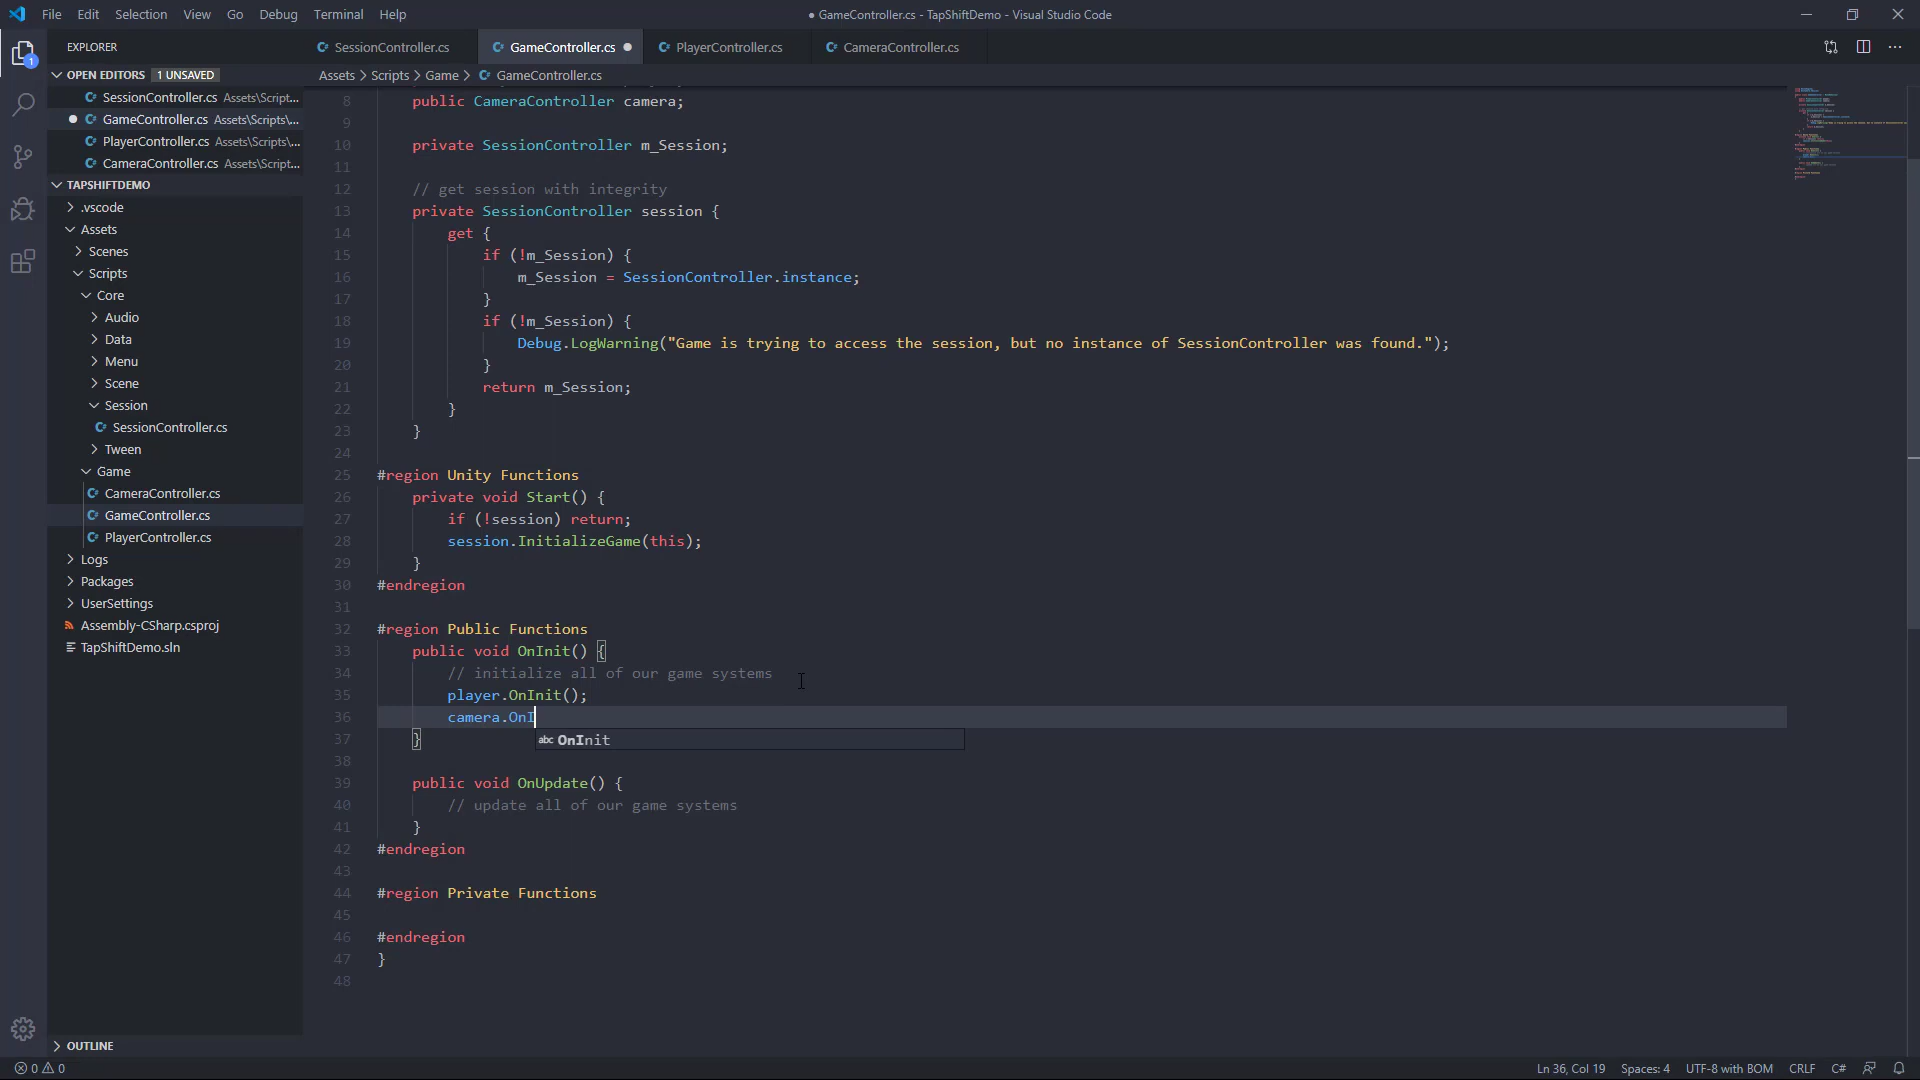 File Edit Selection View Go Debug Terminal Help
● GameController.cs - TapShiftDemo - Visual Studio Code
EXPLORER
SessionController.cs
GameController.cs
PlayerController.cs
CameraController.cs
OPEN EDITORS 1 UNSAVED
SessionController.cs Assets\Script...
GameController.cs Assets\Scripts\...
PlayerController.cs Assets\Scripts\...
CameraController.cs Assets\Script...
TAPSHIFTDEMO
.vscode
Assets
Scenes
Scripts
Core
Audio
Data
Menu
Scene
Session
SessionController.cs
Tween
Game
CameraController.cs
GameController.cs
PlayerController.cs
Logs
Packages
UserSettings
Assembly-CSharp.csproj
TapShiftDemo.sln
OUTLINE
1
Assets > Scripts > Game > GameController.cs
8 public CameraController camera;
9
10 private SessionController m_Session;
11
12 // get session with integrity
13 private SessionController session {
14 get {
15 if (!m_Session) {
16 m_Session = SessionController.instance;
17 }
18 if (!m_Session) {
19 Debug.LogWarning("Game is trying to access the session, but no instance of SessionController was found.");
20 }
21 return m_Session;
22 }
23 }
24
25 #region Unity Functions
26 private void Start() {
27 if (!session) return;
28 session.InitializeGame(this);
29 }
30 #endregion
31
32 #region Public Functions
33 public void OnInit() {
34 // initialize all of our game systems
35 player.OnInit();
36 camera.OnI
37 }
abc OnInit
38
39 public void OnUpdate() {
40 // update all of our game systems
41 }
42 #endregion
43
44 #region Private Functions
45
46 #endregion
47 }
48
0 0
Ln 36, Col 19 Spaces: 4 UTF-8 with BOM CRLF C#